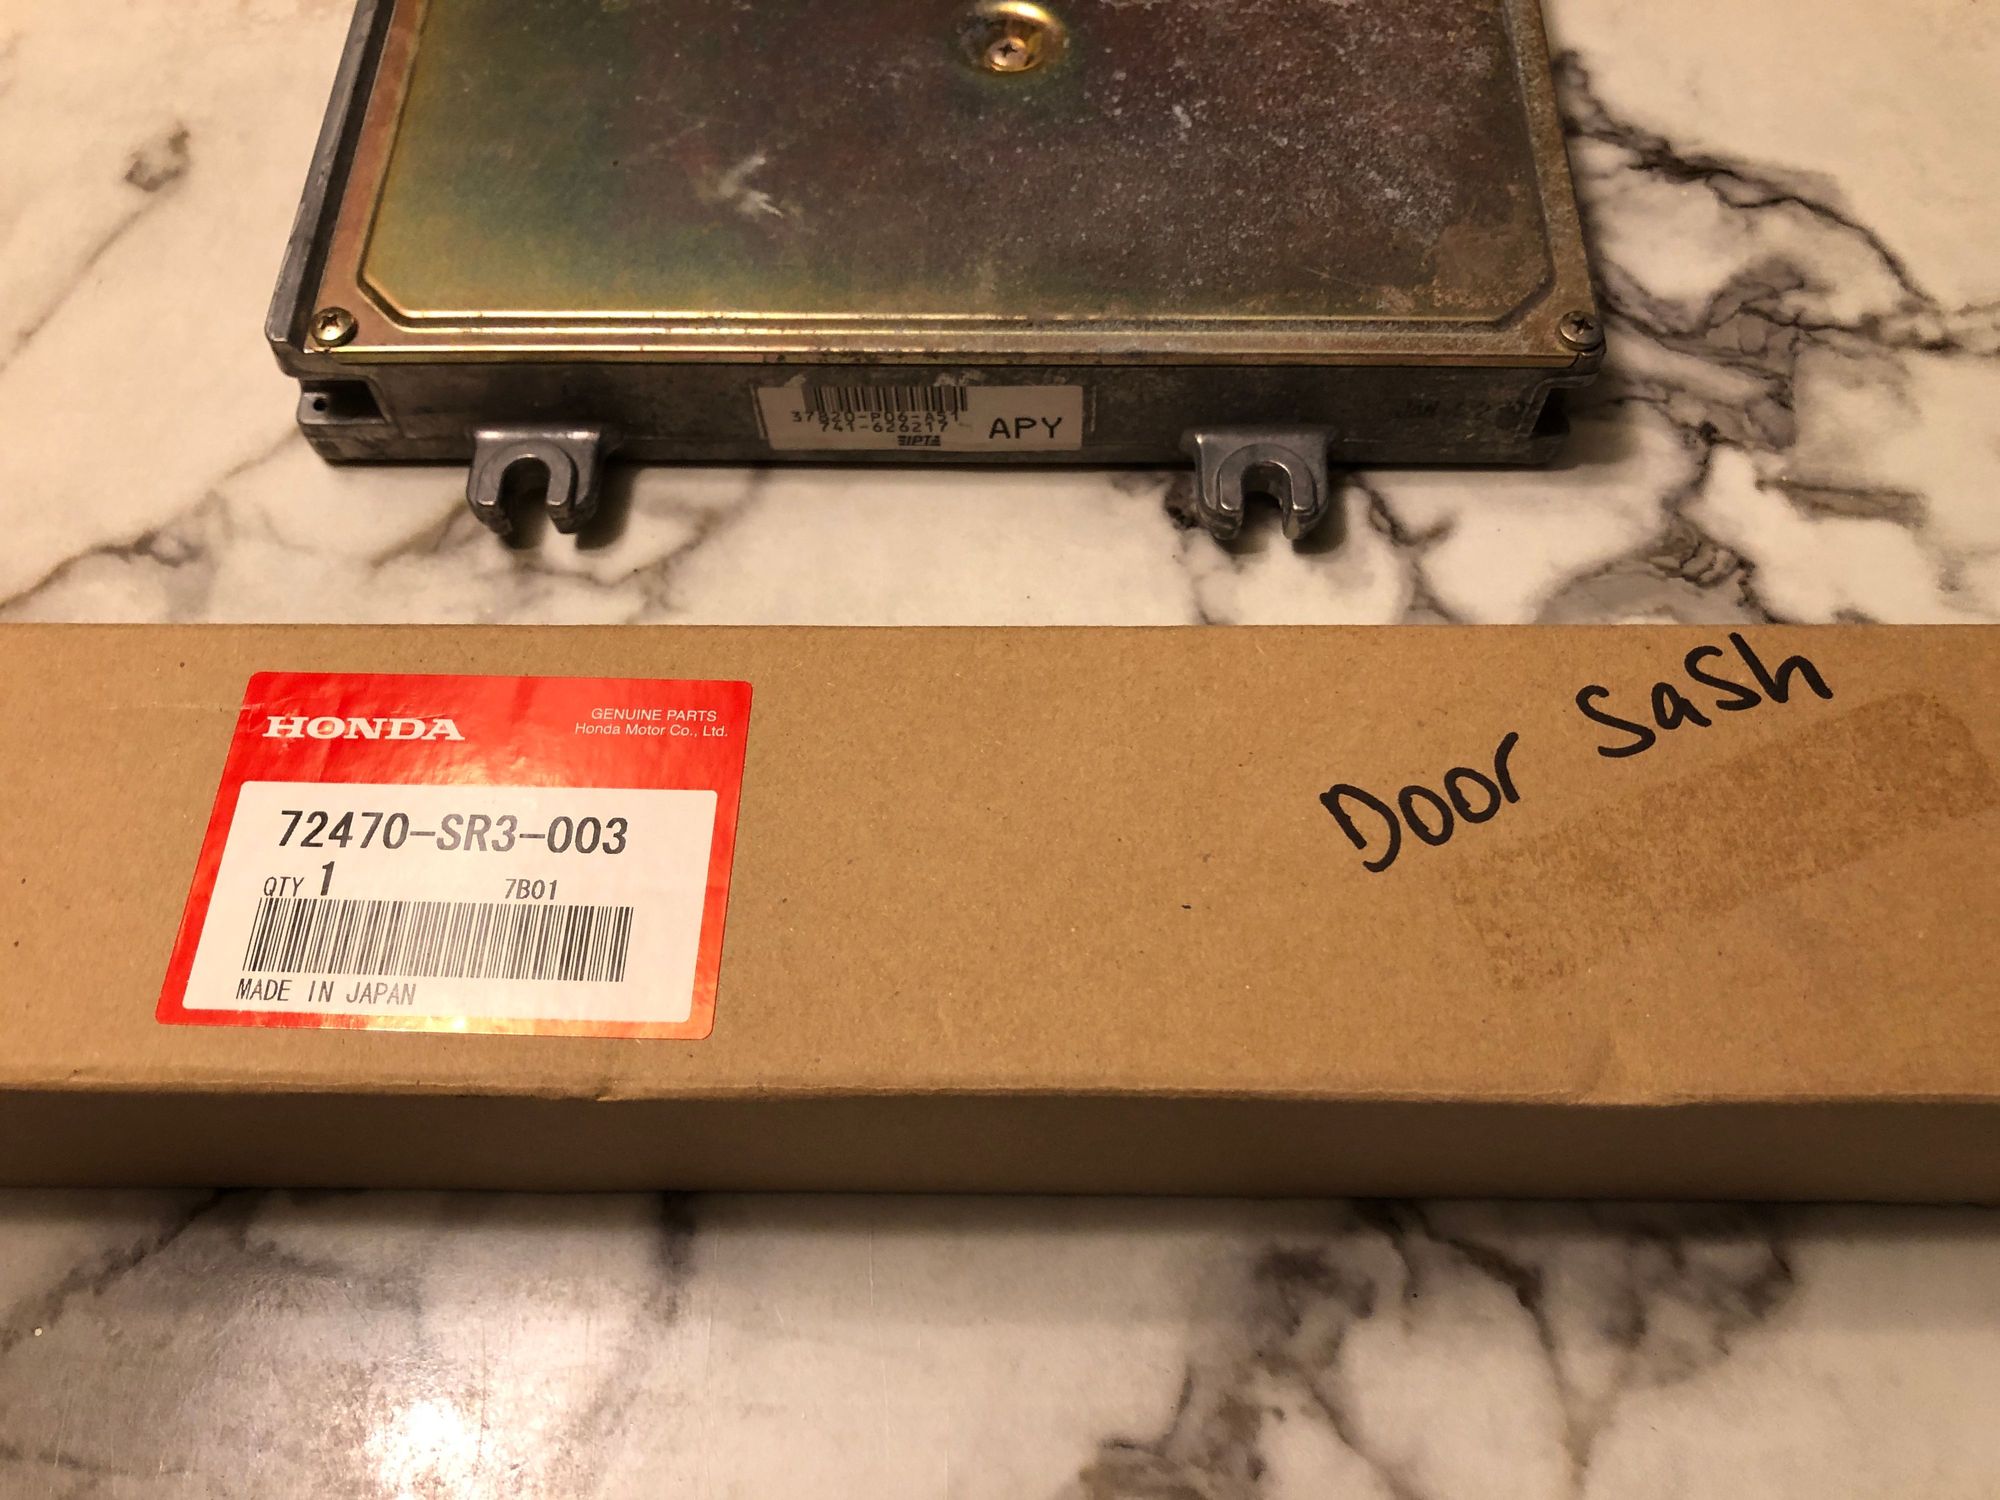 37820-P06-A51
741-626217
APY
HONDA
GENUINE PARTS
Honda Motor Co., Ltd.
72470-SR3-003
QTY 1
7B01
MADE IN JAPAN
Door Sash